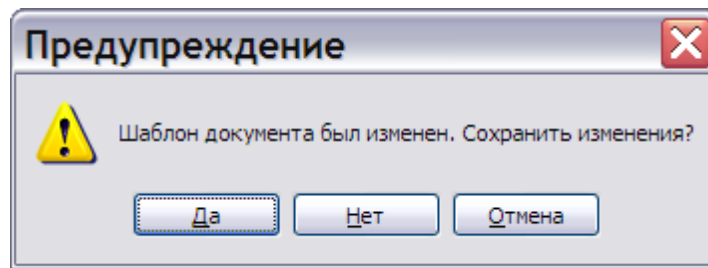 Предупреждение
Шаблон документа был изменен. Сохранить изменения?
Да Нет Отмена